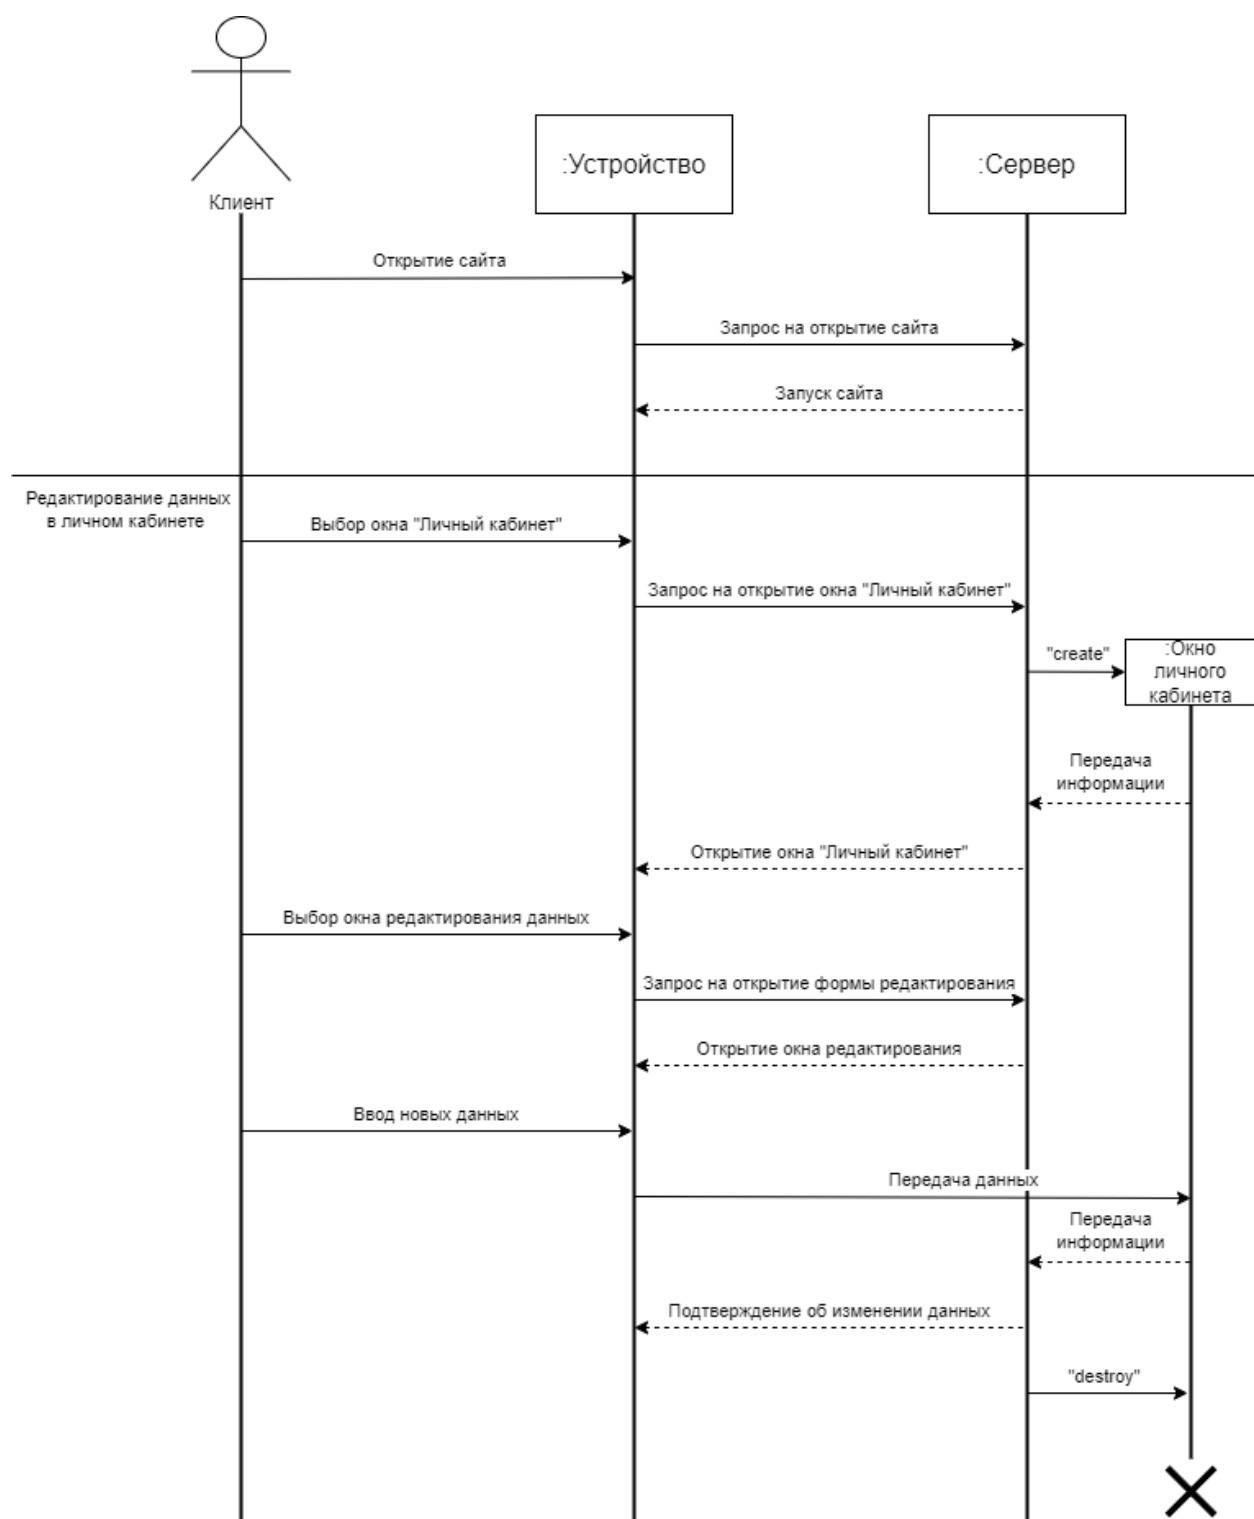 Клиент
:Устройство
:Сервер
Открытие сайта
Запрос на открытие сайта
Запуск сайта
Редактирование данных
в личном кабинете
Выбор окна "Личный кабинет"
Запрос на открытие окна "Личный кабинет"
"create"
:Окно
личного
кабинета
Передача
информации
Открытие окна "Личный кабинет"
Выбор окна редактирования данных
Запрос на открытие формы редактирования
Открытие окна редактирования
Ввод новых данных
Передача данных
Передача
информации
Подтверждение об изменении данных
"destroy"